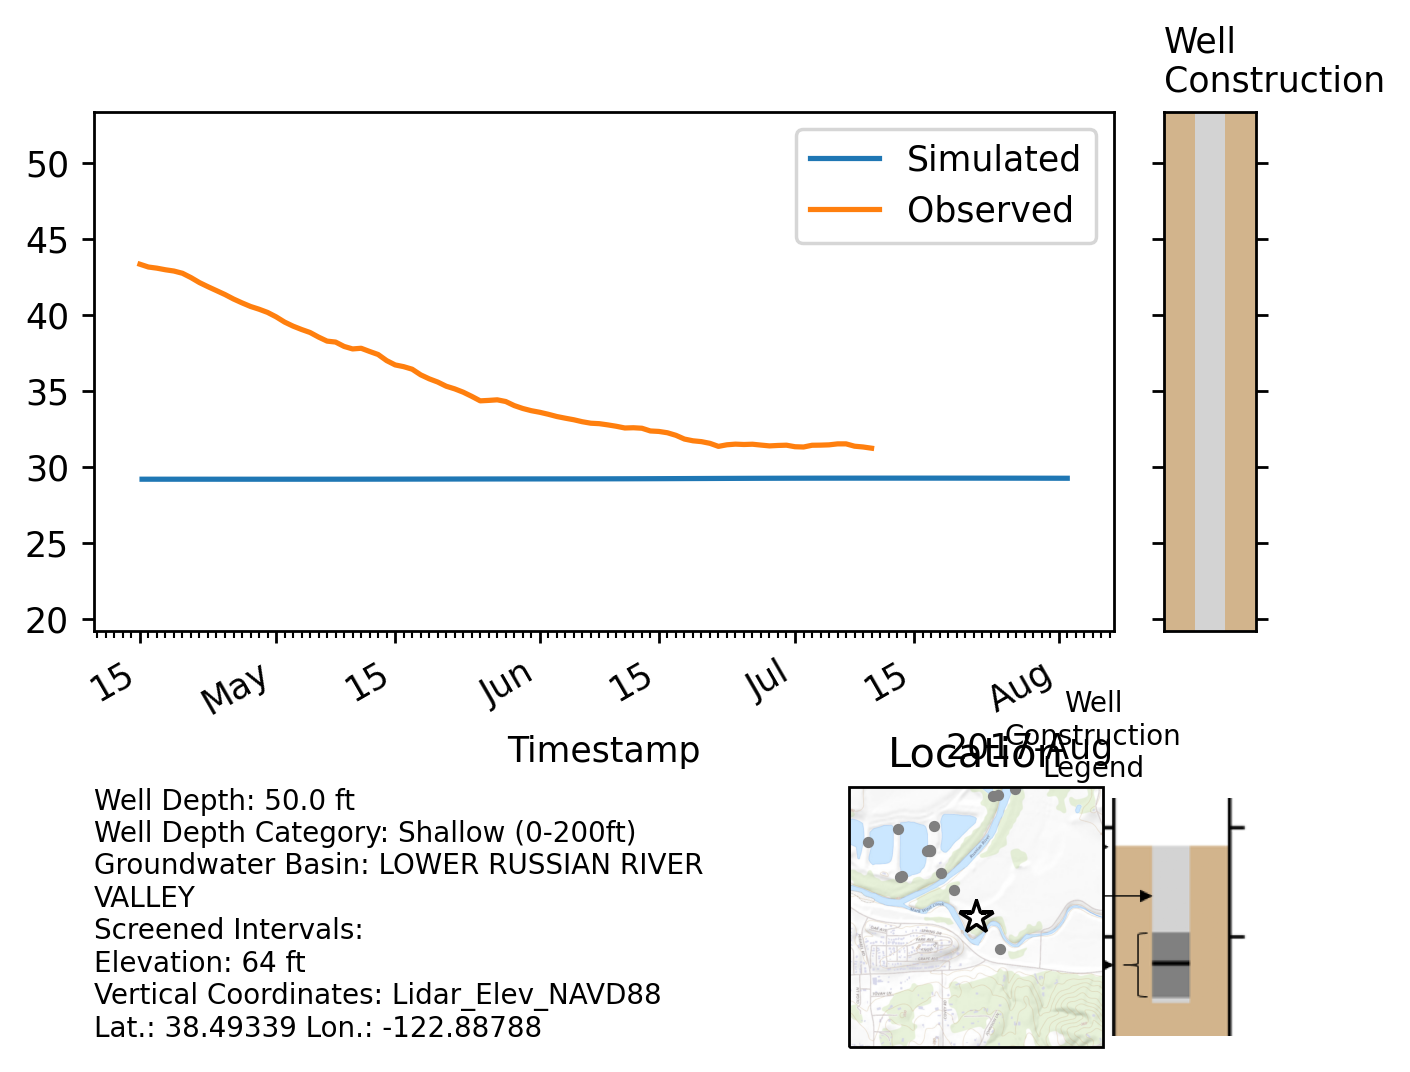 Well
Construction
Simulated
Observed
50
45
40
35
30
25
20
15
May
15
Jun
15
Jul
15
Aug
Timestamp
2017-Aug
Location
Well
Construction
Legend
Well Depth: 50.0 ft
Well Depth Category: Shallow (0-200ft)
Groundwater Basin: LOWER RUSSIAN RIVER
VALLEY
Screened Intervals:
Elevation: 64 ft
Vertical Coordinates: Lidar_Elev_NAVD88
Lat.: 38.49339 Lon.: -122.88788